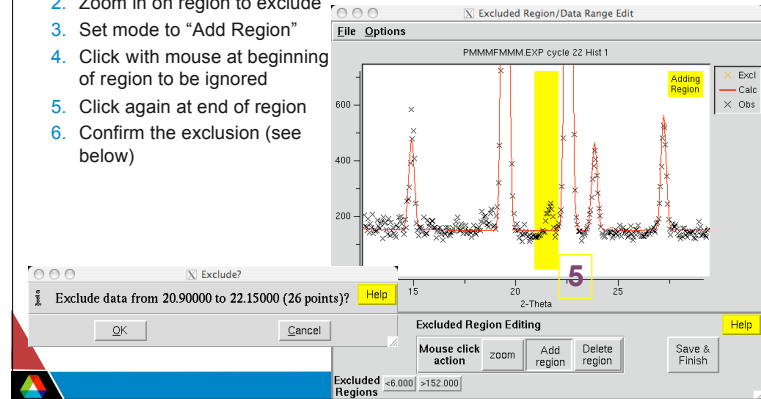 2. Zoom in on region to exclude
3. Set mode to “Add Region”
4. Click with mouse at beginning
of region to be ignored
5. Click again at end of region
6. Confirm the exclusion (see
below)
Excluded Region/Data Range Edit
File Options
PMMMFMMM.EXP cycle 22 Hist 1
Adding
Region
Excl
Calc
Obs
600
400
200
15
20
25
5
2-Theta
Exclude?
Exclude data from 20.90000 to 22.15000 (26 points)?
Help
OK
Cancel
Excluded Region Editing
Help
Mouse click
action
zoom
Add
region
Delete
region
Save &
Finish
Excluded
Regions
<6.000
>152.000